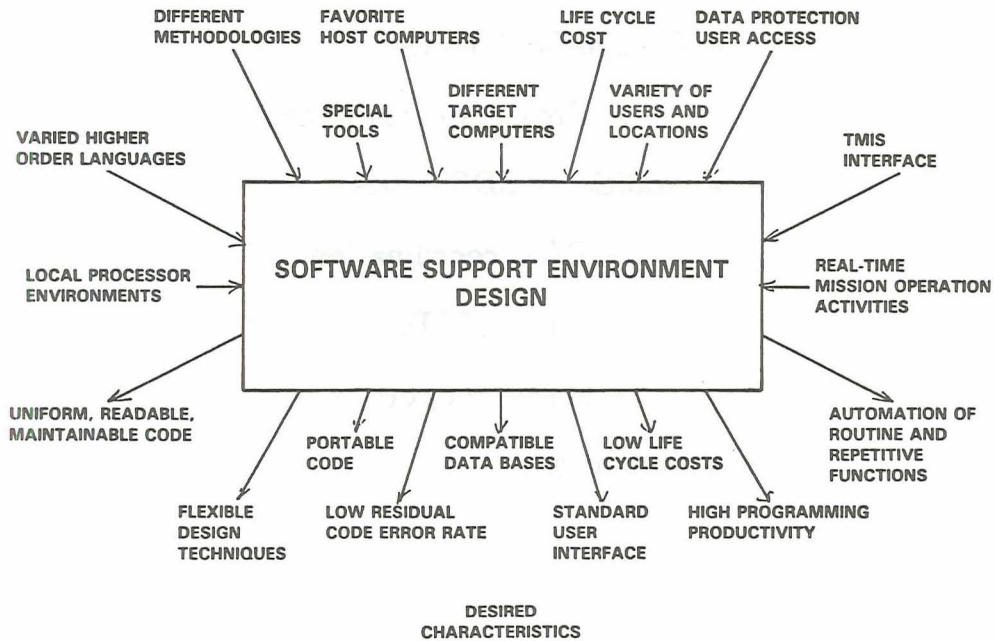 DIFFERENT
METHODOLOGIES
FAVORITE
HOST COMPUTERS
LIFE CYCLE
COST
DATA PROTECTION
USER ACCESS
SPECIAL
TOOLS
DIFFERENT
TARGET
COMPUTERS
VARIETY OF
USERS AND
LOCATIONS
VARIED HIGHER
ORDER LANGUAGES
TMIS
INTERFACE
SOFTWARE SUPPORT ENVIRONMENT
DESIGN
LOCAL PROCESSOR
ENVIRONMENTS
REAL-TIME
MISSION OPERATION
ACTIVITIES
UNIFORM, READABLE,
MAINTAINABLE CODE
PORTABLE
CODE
COMPATIBLE
DATA BASES
LOW LIFE
CYCLE COSTS
AUTOMATION OF
ROUTINE AND
REPETITIVE
FUNCTIONS
FLEXIBLE
DESIGN
TECHNIQUES
LOW RESIDUAL
CODE ERROR RATE
STANDARD
USER
INTERFACE
HIGH PROGRAMMING
PRODUCTIVITY
DESIRED
CHARACTERISTICS